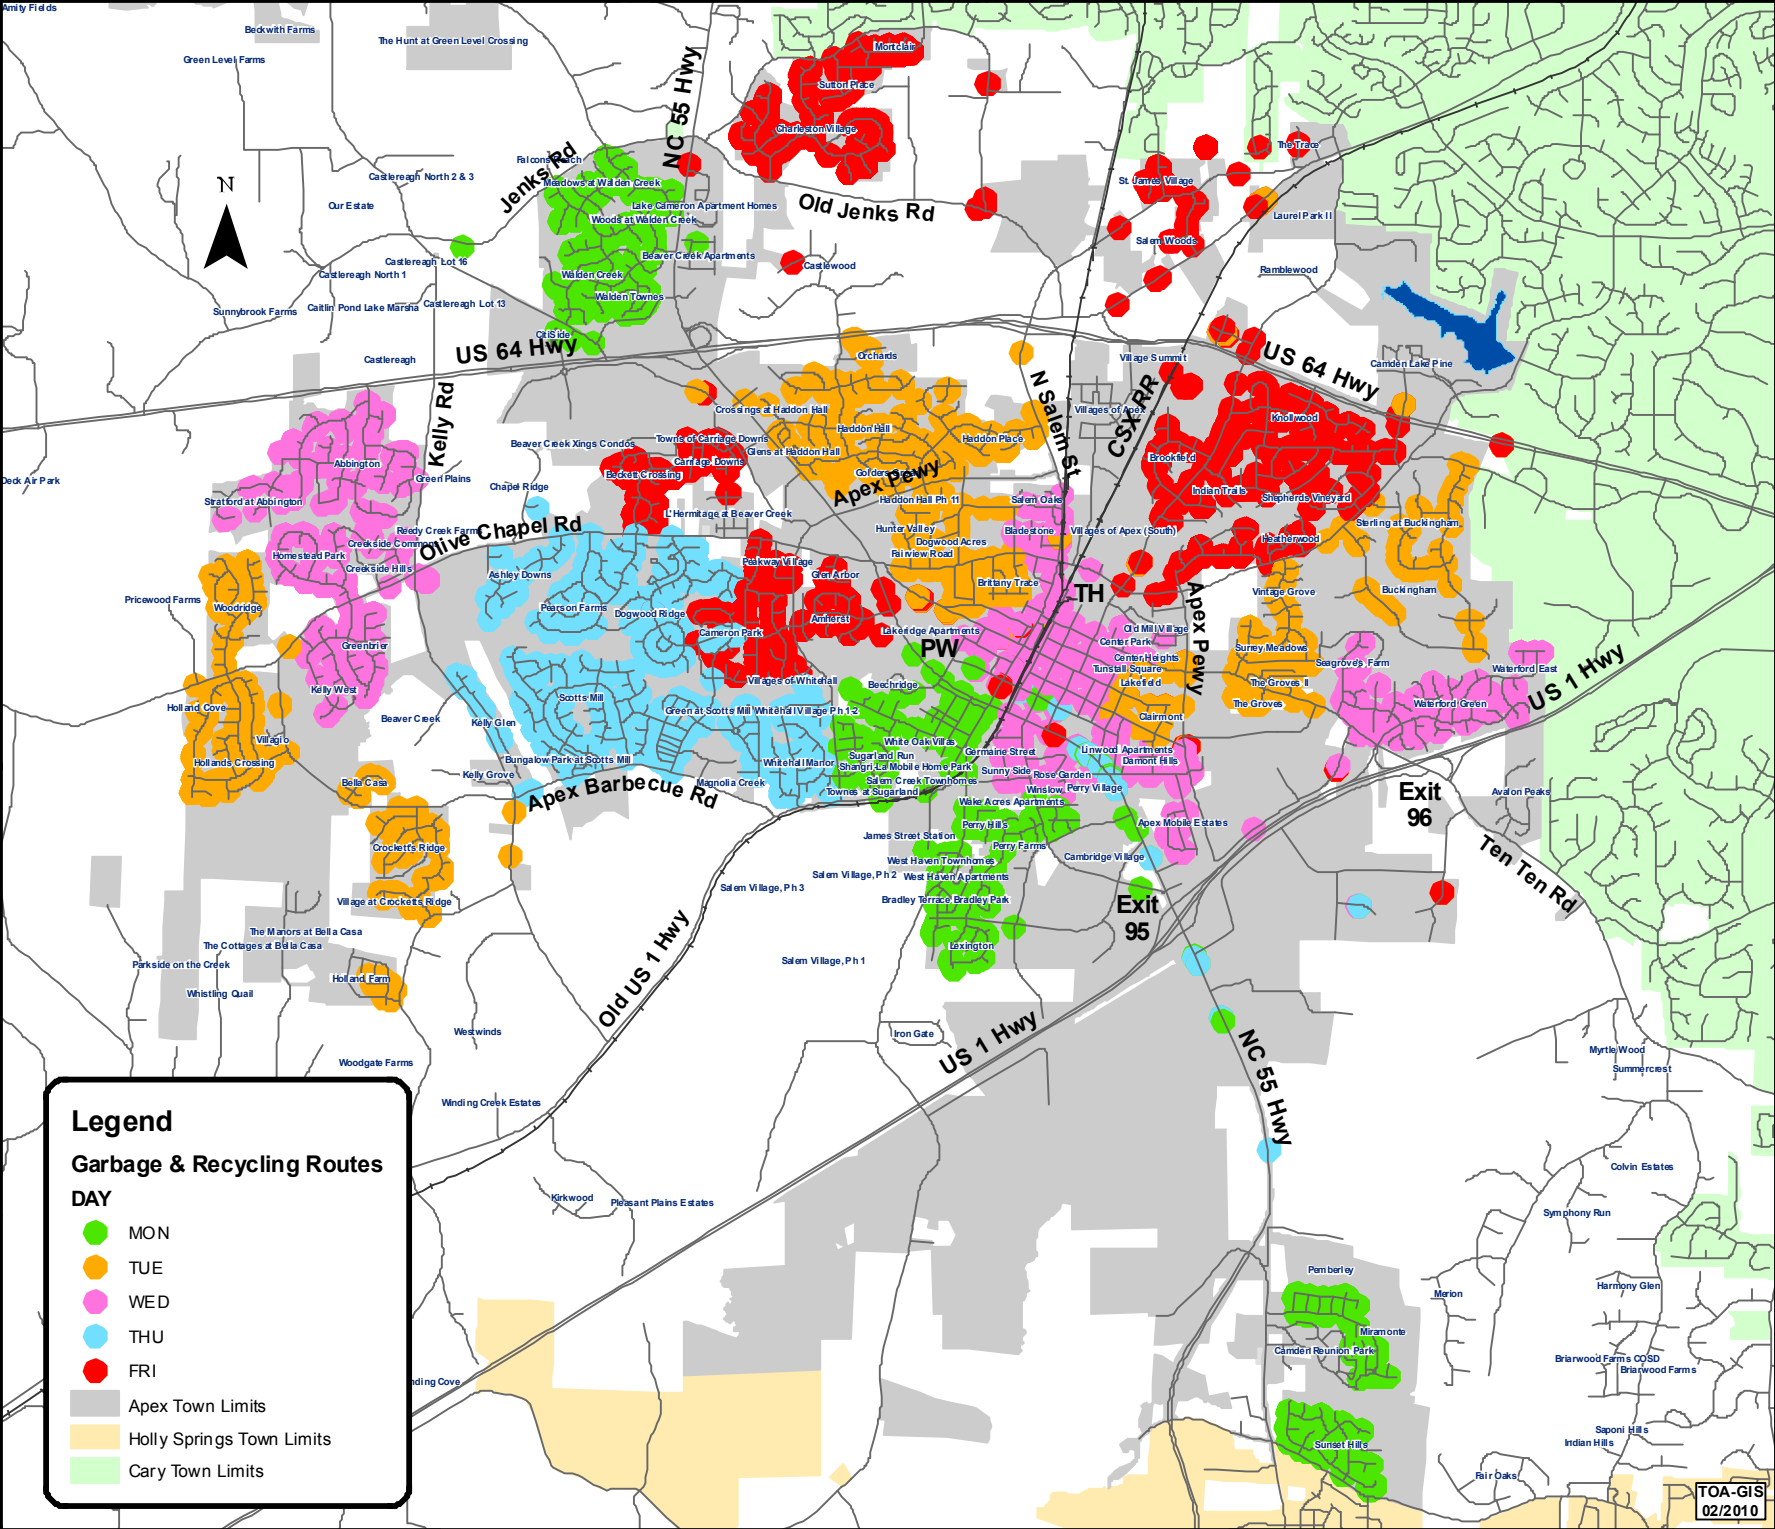 Amity Fields
Beckwith Farms
The Hunt at Green Level Crossing
Green Level Farms
NC 55 Hwy
Montclair
Sutton Place
Charleston Village
Jenks Rd
Falcons Reach
Castlereagh North 2 & 3
Meadows at Walden Creek
Our Estate
Lake Cameron Apartment Homes
Woods at Walden Creek
Old Jenks Rd
The Trace
St. James Village
Laurel Park II
Salem Woods
N
Castlereagh Lot 16
Castlereagh North 1
Beaver Creek Apartments
Castlewood
Ramblewood
Walden Creek
Walden Townes
Sunnybrook Farms
Caitlin Pond Lake Marsha
Castlereagh Lot 13
CitiSide
US 64 Hwy
Castlereagh
Orchards
Village Summit
US 64 Hwy
Camden Lake Pine
Kelly Rd
N Salem St
CSX RR
Crossings at Haddon Hall
Villages of Apex
Knollwood
Haddon Hall
Haddon Place
Beaver Creek Xings Condos
Towns of Carriage Downs
Glens at Haddon Hall
Carriage Downs
Beckett Crossing
Abbington
Green Plains
Brookfield
Deck Air Park
Chapel Ridge
Apex Pewy
Indian Trails
Shepherds Vineyard
Stratford at Abbington
Haddon Hall Ph 11
Salem Oaks
L'Hermitage at Beaver Creek
Reedy Creek Farm
Olive Chapel Rd
Hunter Valley
Bladestone
Villages of Apex (South)
Sterling at Buckingham
Creekside Common
Dogwood Acres
Heatherwood
Homestead Park
Fairview Road
Creekside Hills
Peakway Village
Ashley Downs
Glen Arbor
Brittany Trace
TH
Apex Pewy
Vintage Grove
Buckingham
Pricewood Farms
Woodridge
Pearson Farms
Dogwood Ridge
Amherst
Cameron Park
Lakeridge Apartments
Old Mill Village
Center Park
PW
Greenbrier
Center Heights
Tunstall Square
Surrey Meadows
Seagrove's Farm
Waterford East
Kelly West
Villages of Whitehall
Beechridge
Lakefield
The Groves II
US 1 Hwy
Holland Cove
Scotts Mill
The Groves
Waterford Green
Beaver Creek
Kelly Glen
Green at Scotts Mill
Whitehall Village Ph 1-2
Clairmont
Villagio
White Oak Villas
Germaine Street
Linwood Apartments
Hollands Crossing
Bungalow Park at Scotts Mill
Whitehall Manor
Sugarland Run
Damont Hills
Shangri La Mobile Home Park
Sunny Side
Rose Garden
Kelly Grove
Magnolia Creek
Salem Creek Townhomes
Winslow
Perry Village
Bella Casa
Apex Barbecue Rd
Townes at Sugarland
Exit
96
Avalon Peaks
Wake Acres Apartments
Perry Hills
Apex Mobile Estates
James Street Station
Perry Farms
Crockett's Ridge
Cambridge Village
Ten Ten Rd
West Haven Townhomes
Salem Village, Ph 2
West Haven Apartments
Salem Village, Ph 3
Village at Crocketts Ridge
Bradley Terrace
Bradley Park
Exit
95
The Manors at Bella Casa
The Cottages at Bella Casa
Lexington
Parkside on the Creek
Salem Village, Ph 1
Holland Farm
Whistling Quail
Old US 1 Hwy
Westwinds
Iron Gate
US 1 Hwy
NC 55 Hwy
Woodgate Farms
Myrtle Wood
Summercrest
Winding Creek Estates
Colvin Estates
Kirkwood
Pleasant Plains Estates
Symphony Run
Pemberley
Merion
Harmony Glen
Miramonte
Camden Reunion Park
Briarwood Farms COSD
Briarwood Farms
nding Cove
Saponi Hills
Indian Hills
Sunset Hills
Fair Oaks
Legend
Garbage & Recycling Routes
DAY
MON
TUE
WED
THU
FRI
Apex Town Limits
Holly Springs Town Limits
Cary Town Limits
TOA-GIS
02/2010